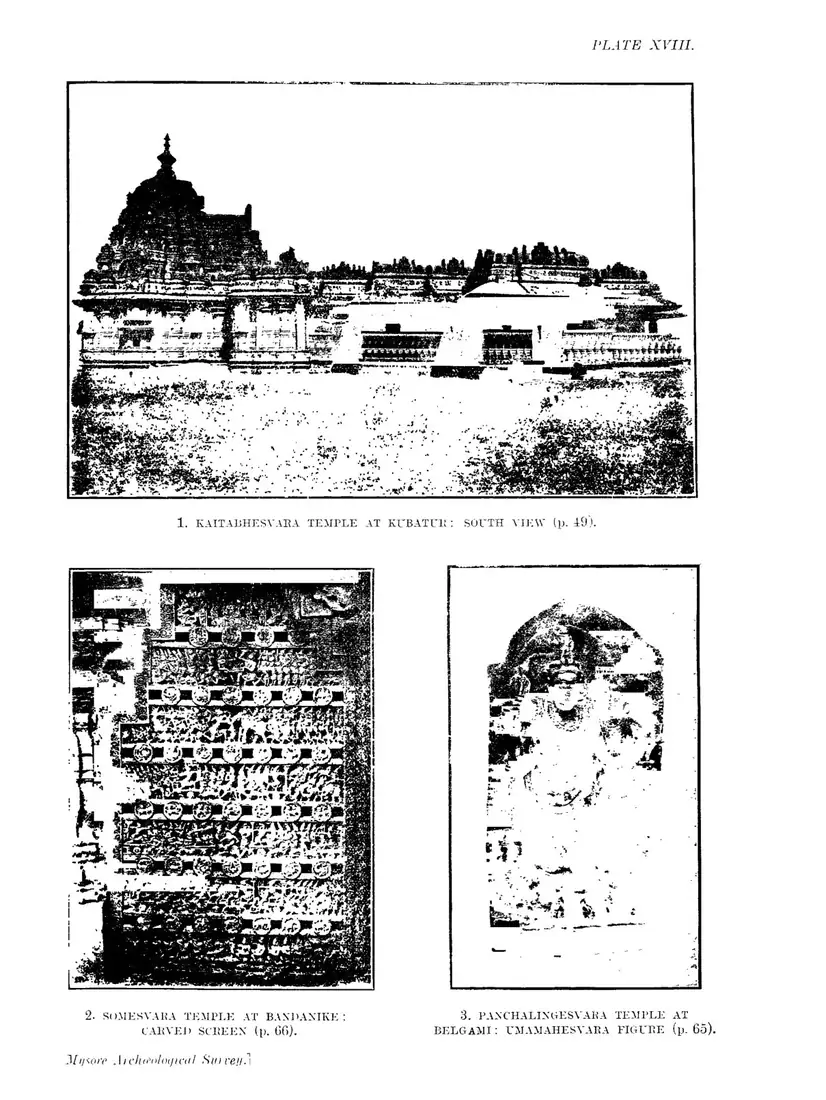 PLATE XVIII.
1. KAITABHESVARA TEMPLE AT KUBATUR: SOUTH VIEW (p. 49).
2. SOMESVARA TEMPLE AT BANDANIKE:
CARVED SCREEN (p. 66).
3. PANCHALINGESVARA TEMPLE AT
BELGAMI: UMAMAHESVARA FIGURE (p. 65).
Mysore Archæological Survey.]